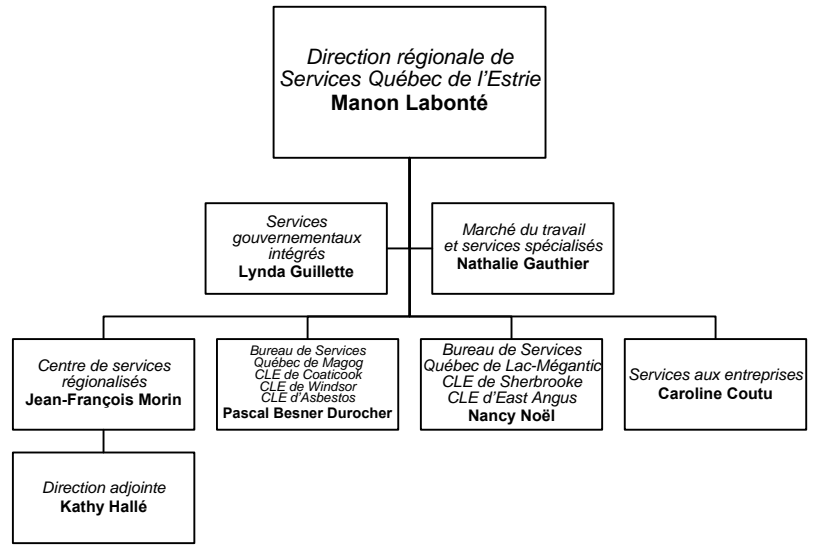 Direction régionale de
Services Québec de l'Estrie
Manon Labonté
Services
gouvernementaux
intégrés
Lynda Guillette
Marché du travail
et services spécialisés
Nathalie Gauthier
Centre de services
régionalisés
Jean-François Morin
Bureau de Services
Québec de Magog
CLE de Coaticook
CLE de Windsor
CLE d'Asbestos
Pascal Besner Durocher
Bureau de Services
Québec de Lac-Mégantic
CLE de Sherbrooke
CLE d'East Angus
Nancy Noël
Services aux entreprises
Caroline Coutu
Direction adjointe
Kathy Hallé